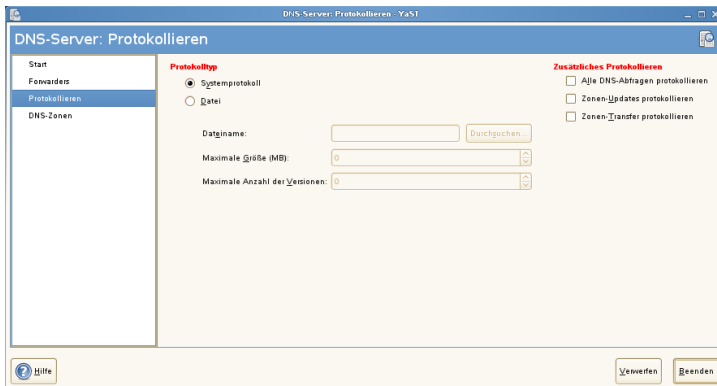 DNS-Server: Protokollieren - YaST
DNS-Server: Protokollieren
Start
Forwarders
Protokollieren
DNS-Zonen
Protokolltyp
Systemprotokoll
Datei
Dateiname:
Durchsuchen...
Maximale Größe (MB):
0
Maximale Anzahl der Versionen:
0
Zusätzliches Protokollieren
Alle DNS-Abfragen protokollieren
Zonen-Updates protokollieren
Zonen-Transfer protokollieren
Hilfe
Verwerfen
Beenden